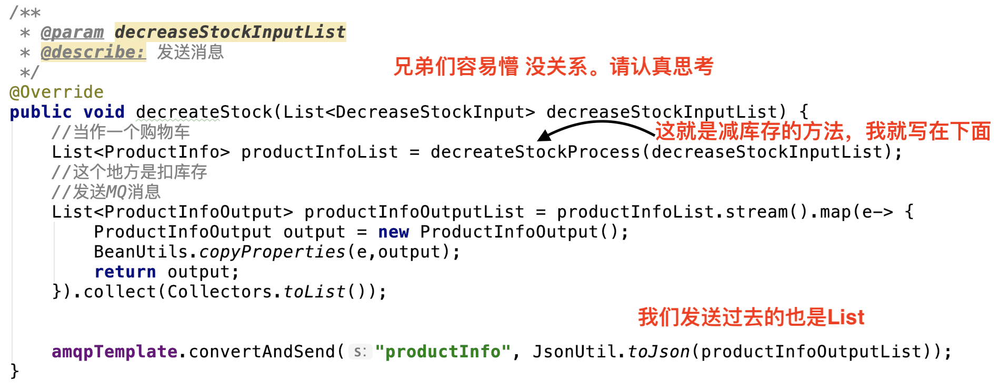 /**
* @param decreaseStockInputList
* @describe: 发送消息
*/
兄弟们容易懵 没关系。请认真思考
@Override
public void decreateStock(List<DecreaseStockInput> decreaseStockInputList) {
//当作一个购物车
这就是减库存的方法，我就写在下面
List<ProductInfo> productInfoList = decreateStockProcess(decreaseStockInputList);
//这个地方是扣库存
//发送MQ消息
List<ProductInfoOutput> productInfoOutputList = productInfoList.stream().map(e-> {
ProductInfoOutput output = new ProductInfoOutput();
BeanUtils.copyProperties(e,output);
return output;
}).collect(Collectors.toList());
我们发送过去的也是List
amqpTemplate.convertAndSend( s: "productInfo", JsonUtil.toJson(productInfoOutputList));
}